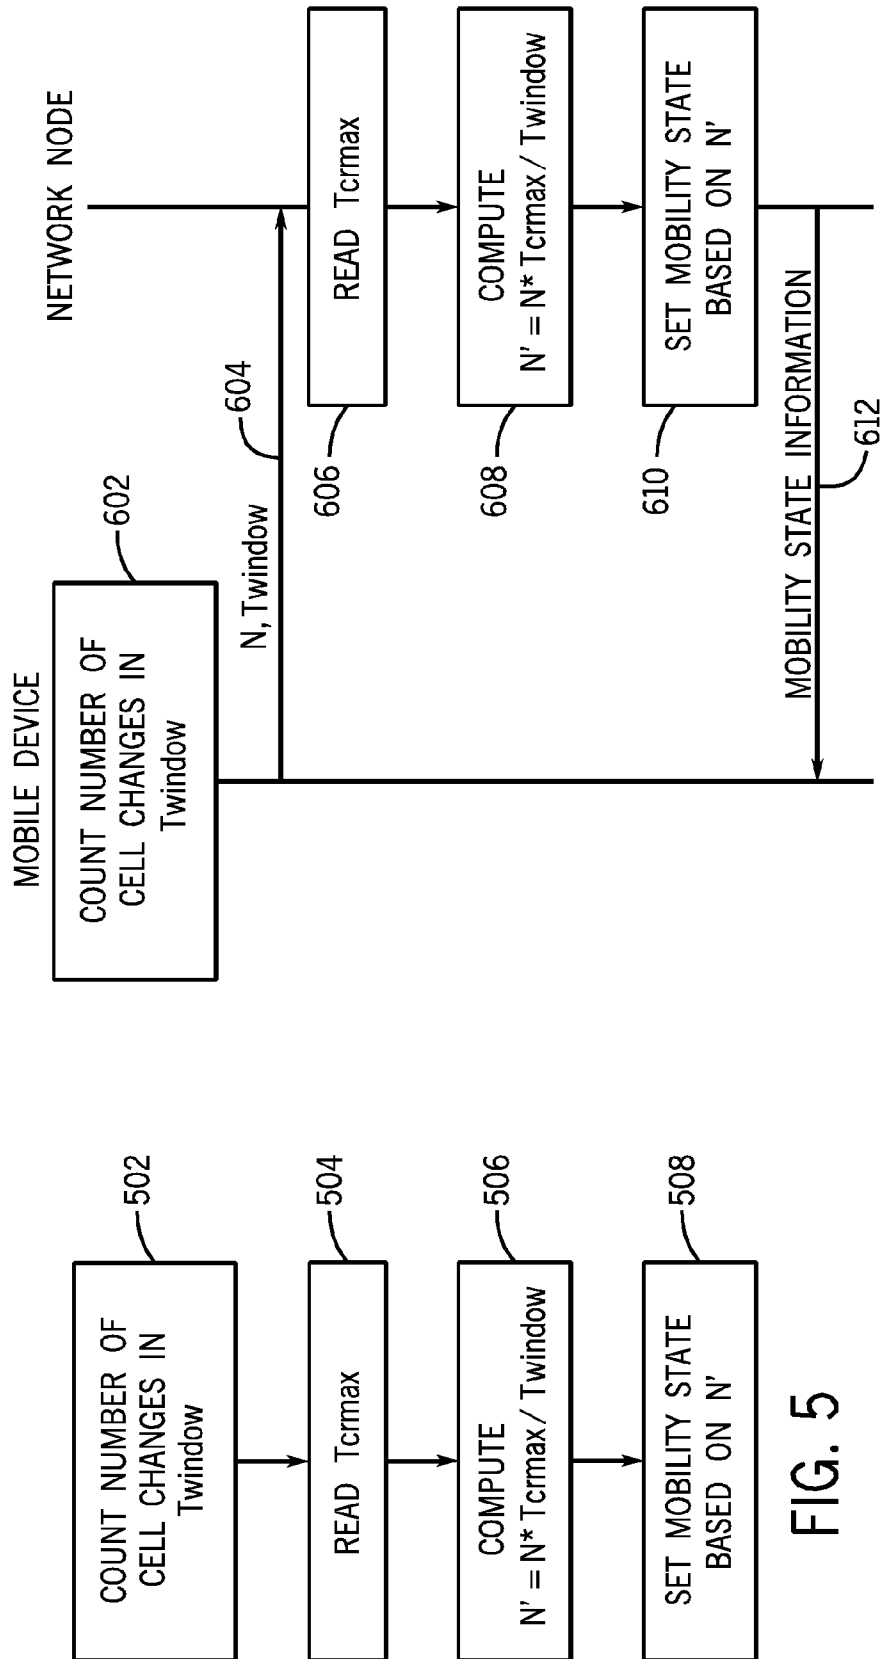 COUNT NUMBER OF
CELL CHANGES IN
Twindow
502
READ Tcrmax
504
COMPUTE
N' = N* Tcrmax/ Twindow
506
SET MOBILITY STATE
BASED ON N'
508
FIG. 5
MOBILE DEVICE
NETWORK NODE
COUNT NUMBER OF
CELL CHANGES IN
Twindow
602
N, Twindow
604
READ Tcrmax
606
COMPUTE
N' = N* Tcrmax/ Twindow
608
SET MOBILITY STATE
BASED ON N'
610
MOBILITY STATE INFORMATION
612